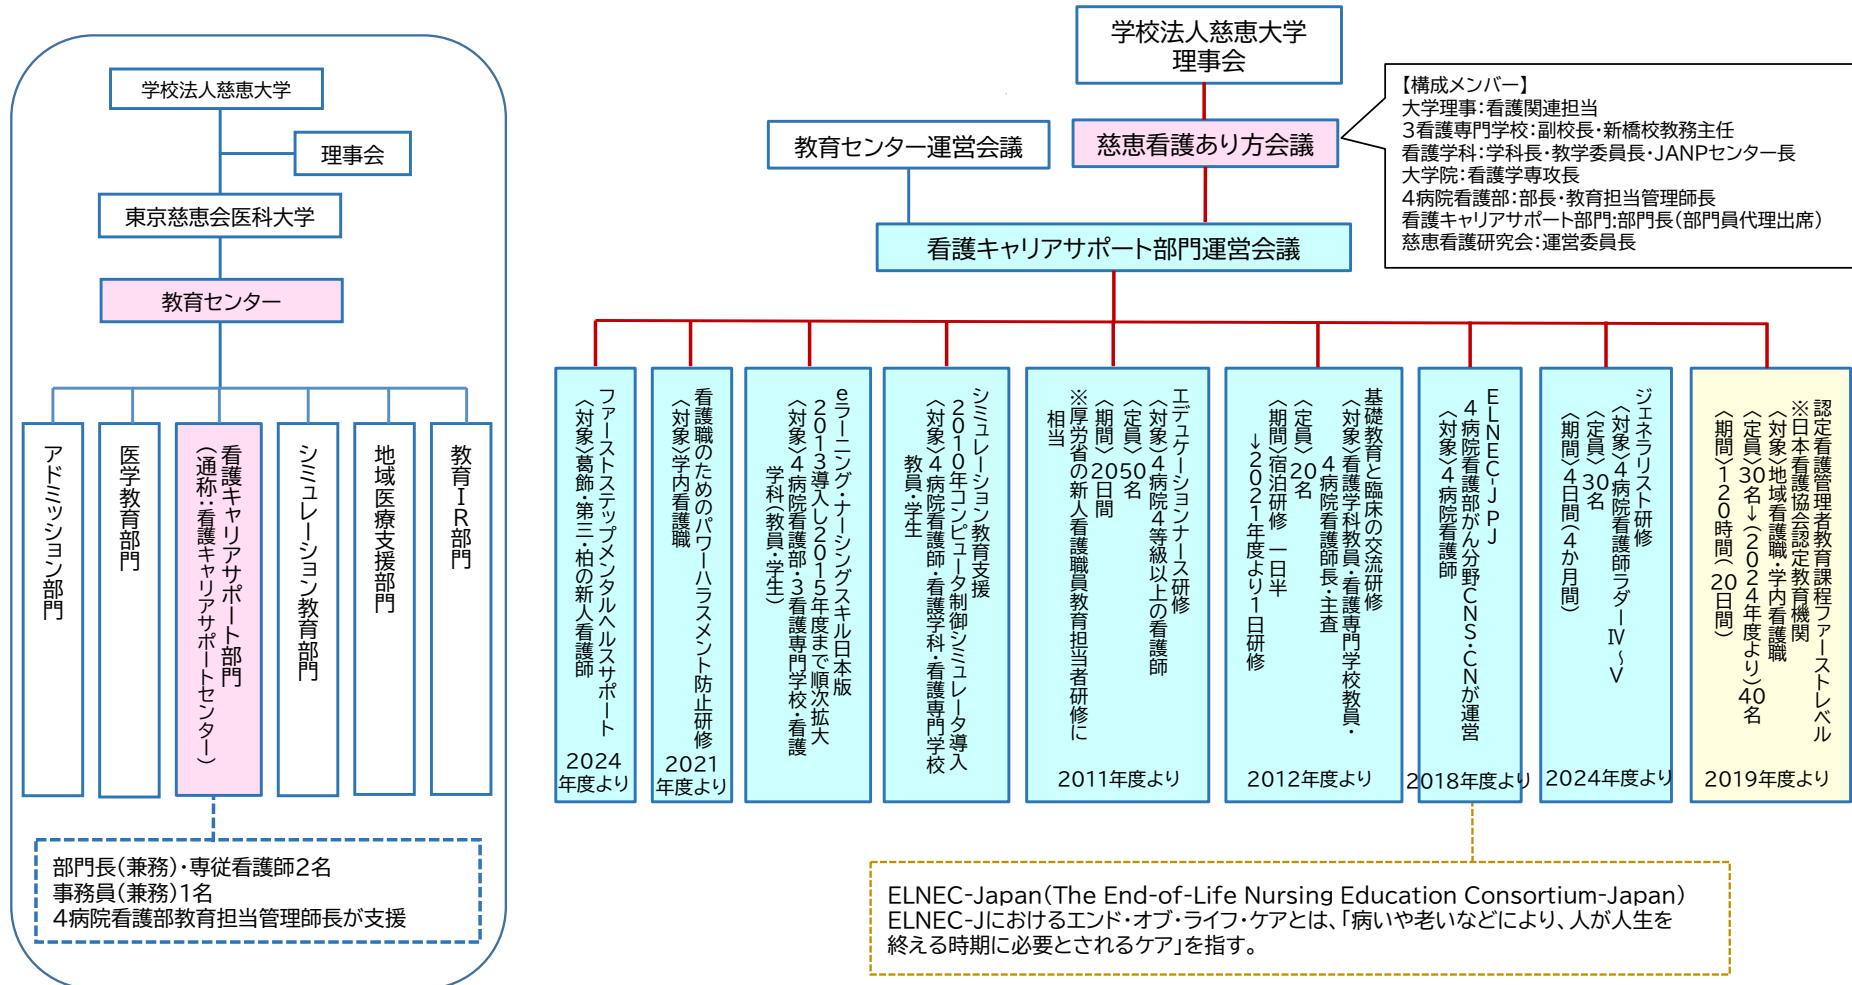 学校法人慈恵大学
理事会
東京慈恵会医科大学
教育センター
アドミッション部門
医学教育部門
看護キャリアサポート部門
(通称:看護キャリアサポートセンター)
シミュレーション教育部門
地域医療支援部門
教育IR部門
部門長(兼務)・専従看護師2名
事務員(兼務)1名
4病院看護部教育担当管理師長が支援
学校法人慈恵大学
理事会
教育センター運営会議
慈恵看護あり方会議
【構成メンバー】
大学理事:看護関連担当
3看護専門学校:副校長・新橋校教務主任
看護学科:学科長・教学委員長・JANPセンター長
大学院:看護学専攻長
4病院看護部:部長・教育担当管理師長
看護キャリアサポート部門:部門長(部門員代理出席)
慈恵看護研究会:運営委員長
看護キャリアサポート部門運営会議
ファーストステップメンタルヘルスサポート
〈対象〉葛飾・第三・柏の新人看護師
2024
年度より
看護職のためのパワーハラスメント防止研修
〈対象〉学内看護職
2021
年度より
eラーニング・ナーシングスキル日本版
2013導入し2015年度まで順次拡大
〈対象〉4病院看護部・3看護専門学校・看護
学科(教員・学生)
シミュレーション教育支援
2010年コンピュータ制御シミュレータ導入
〈対象〉4病院看護師・看護学科・看護専門学校
教員・学生
エデュケーションナース研修
〈対象〉4病院4等級以上の看護師
〈定員〉50名
〈期間〉20日間
※厚労省の新人看護職員教育担当者研修に
相当
2011年度より
基礎教育と臨床の交流研修
〈対象〉看護学科教員・看護専門学校教員・
4病院看護師長・主査
〈定員〉20名
〈期間〉宿泊研修 一日半
→2021年度より1日研修
2012年度より
ELNEC-JPJ
4病院看護部がん分野CNS・CNが運営
〈対象〉4病院看護師
2018年度より
ジェネラリスト研修
〈対象〉4病院看護師ラダーⅣ~Ⅴ
〈定員〉30名
〈期間〉4日間(4か月間)
2024年度より
認定看護管理者教育課程ファーストレベル
※日本看護協会認定教育機関
〈対象〉地域看護職・学内看護職
〈定員〉30名→(2024年度より)40名
〈期間〉120時間(20日間)
2019年度より
ELNEC-Japan(The End-of-Life Nursing Education Consortium-Japan)
ELNEC-Jにおけるエンド・オブ・ライフ・ケアとは、「病いや老いなどにより、人が人生を
終える時期に必要とされるケア」を指す。